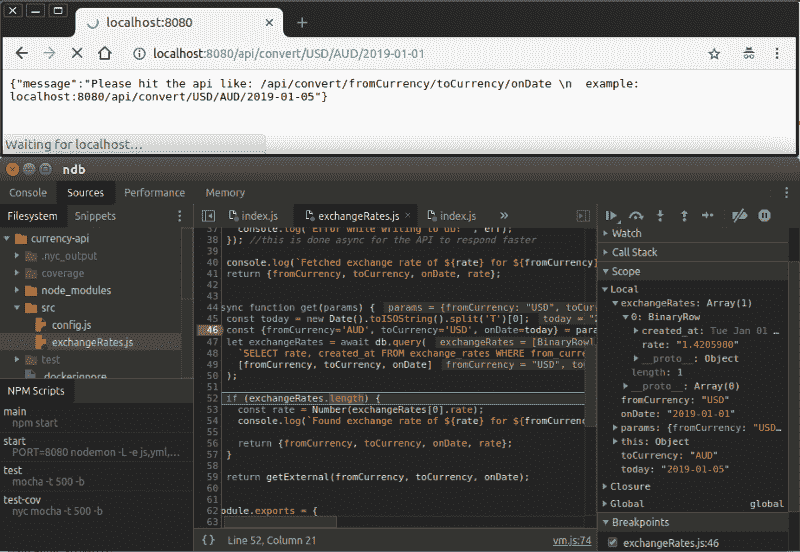 localhost:8080
localhost:8080/api/convert/USD/AUD/2019-01-01
{"message":"Please hit the api like: /api/convert/fromCurrency/toCurrency/onDate \n  example:
localhost:8080/api/convert/USD/AUD/2019-01-05"}
Waiting for localhost…
ndb
Console Sources Performance Memory
Filesystem Snippets
currency-api
.nyc_output
coverage
node_modules
src
config.js
exchangeRates.js
test
.dockerignore
NPM Scripts
main
npm start
start
PORT=8080 nodemon -L -e js,yml,...
test
mocha -t 500 -b
test-cov
nyc mocha -t 500 -b
index.js exchangeRates.js × index.js »
37 console.log(`Error while writing to db: `, err);
38 }); //this is done async for the API to respond faster
39
40 console.log(`Fetched exchange rate of ${rate} for ${fromCurrency}
41 return {fromCurrency, toCurrency, onDate, rate};
42
43
44 sync function get(params) { params = {fromCurrency: "USD", toCur
45 const today = new Date().toISOString().split('T')[0]; today = "2
46 const {fromCurrency='AUD', toCurrency='USD', onDate=today} = para
47 let exchangeRates = await db.query( exchangeRates = [BinaryRow],
48 `SELECT rate, created_at FROM exchange_rates WHERE from_curre
49 [fromCurrency, toCurrency, onDate] fromCurrency = "USD", to
50 );
51
52 if (exchangeRates.length) {
53 const rate = Number(exchangeRates[0].rate);
54 console.log(`Found exchange rate of ${rate} for ${fromCurrenc
55
56 return {fromCurrency, toCurrency, onDate, rate};
57 }
58
59 return getExternal(fromCurrency, toCurrency, onDate);
60
61
62 odule.exports = {
63
{} Line 52, Column 21 vm.js:74
Watch
Call Stack
Scope
Local
exchangeRates: Array(1)
0: BinaryRow
created_at: Tue Jan 01 …
rate: "1.4205980"
__proto__: Object
length: 1
__proto__: Array(0)
fromCurrency: "USD"
onDate: "2019-01-01"
params: {fromCurrency: "USD…
this: Object
toCurrency: "AUD"
today: "2019-01-05"
Closure
Global global
Breakpoints
exchangeRates.js:46